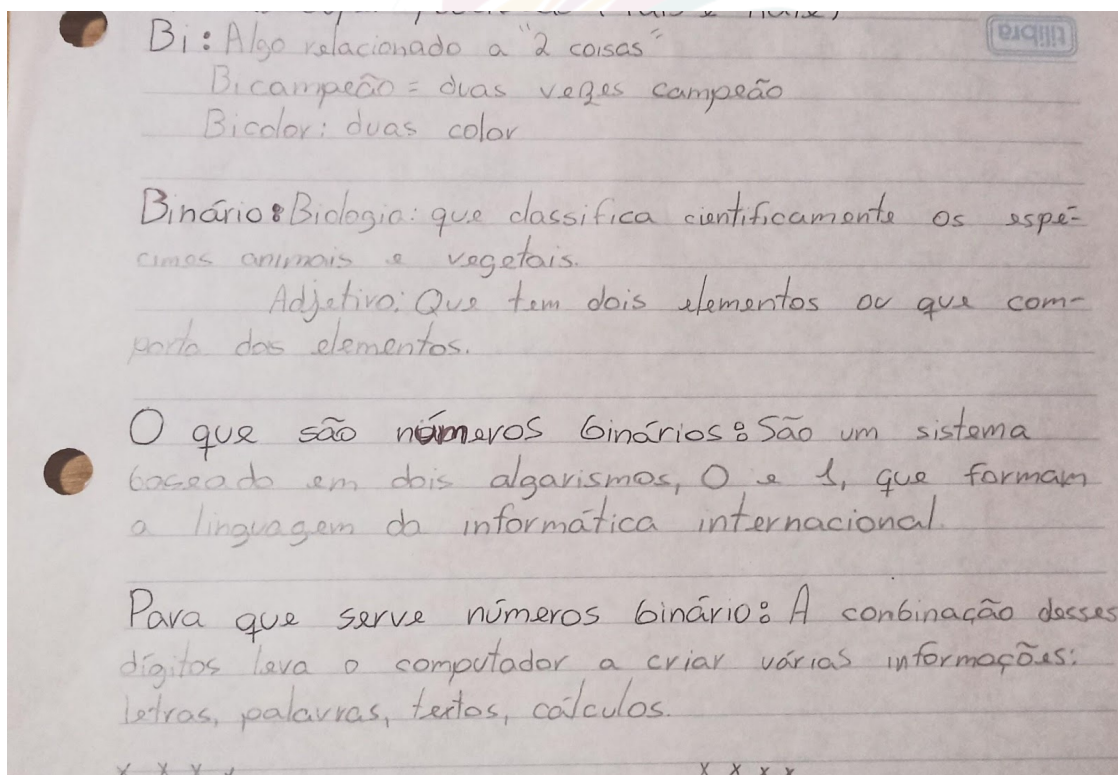 Bi: Algo relacionado a "2 coisas"
Bicampeão = duas vezes campeão
Bicolor: duas color
Binário: Biologia: que classifica cientificamente os espé-
cimes animais e vegetais.
Adjetivo: Que tem dois elementos ou que com-
porta dos elementos.
O que são números binários: São um sistema
baseado em dois algarismos, 0 e 1, que formam
a linguagem da informática internacional.
Para que serve números binário: A conbinação desses
dígitos leva o computador a criar várias informações:
letras, palavras, textos, cálculos.
x x x x x x x x
tilibra